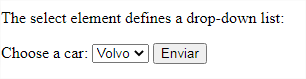 The select element defines a drop-down list:
Choose a car: Volvo Enviar